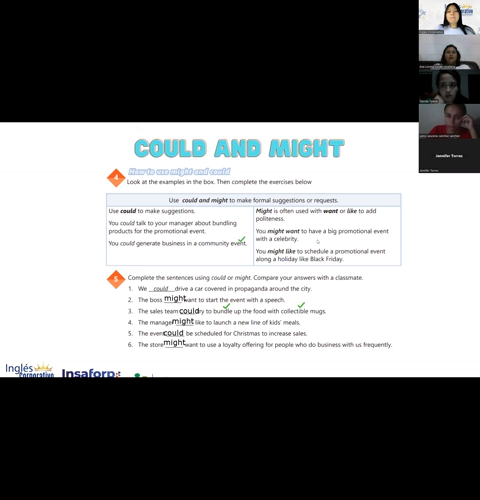 COULD AND MIGHT
4
How to use might and could
Look at the examples in the box. Then complete the exercises below
Use could and might to make formal suggestions or requests.
Use could to make suggestions.
You could talk to your manager about bundling
products for the promotional event.
You could generate business in a community event.
Might is often used with want or like to add
politeness.
You might want to have a big promotional event
with a celebrity.
You might like to schedule a promotional event
along a holiday like Black Friday.
5
Complete the sentences using could or might. Compare your answers with a classmate.
1. We could drive a car covered in propaganda around the city.
2. The boss might want to start the event with a speech.
3. The sales team could try to bundle up the food with collectible mugs.
4. The manager might like to launch a new line of kids' meals.
5. The event could be scheduled for Christmas to increase sales.
6. The store might want to use a loyalty offering for people who do business with us frequently.
Inglés
corporativo
Insaforp
Jennifer Torres
Jennifer Torres